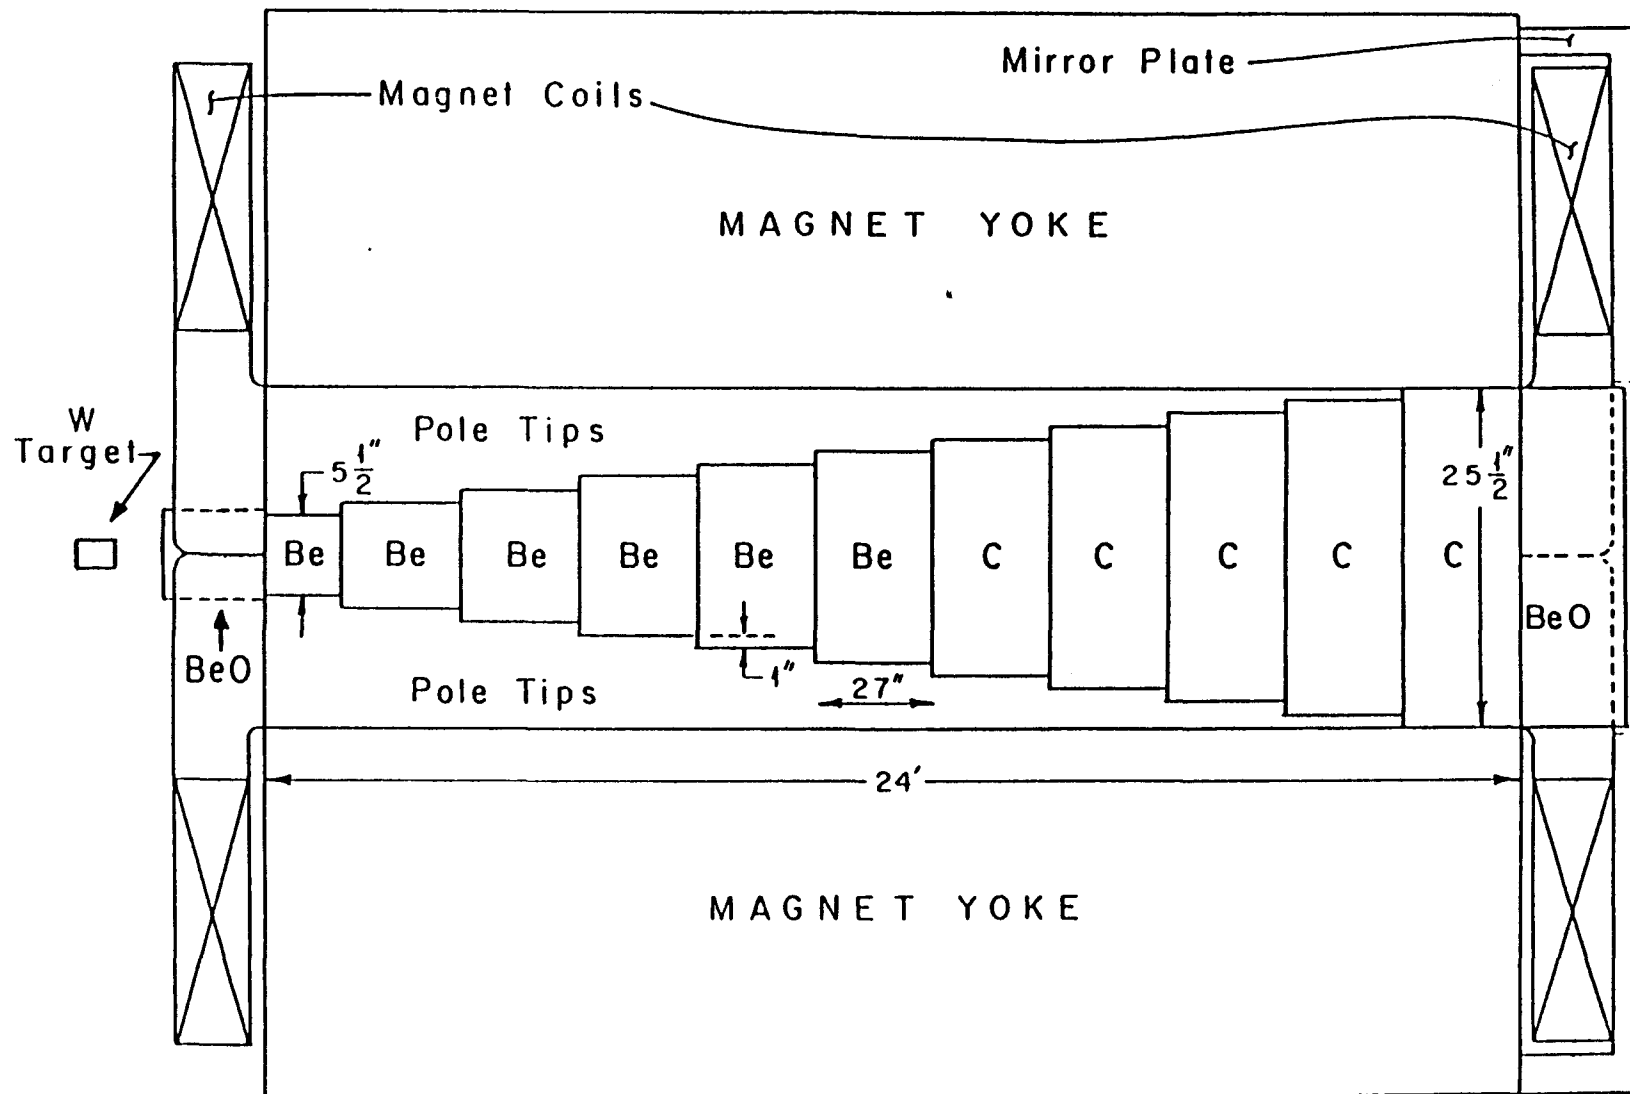 Mirror Plate
Magnet Coils
MAGNET YOKE
W
Target
Pole Tips
5 1/2"
25 1/2"
Be Be Be Be Be Be C C C C C
BeO
BeO
1"
27"
Pole Tips
24'
MAGNET YOKE